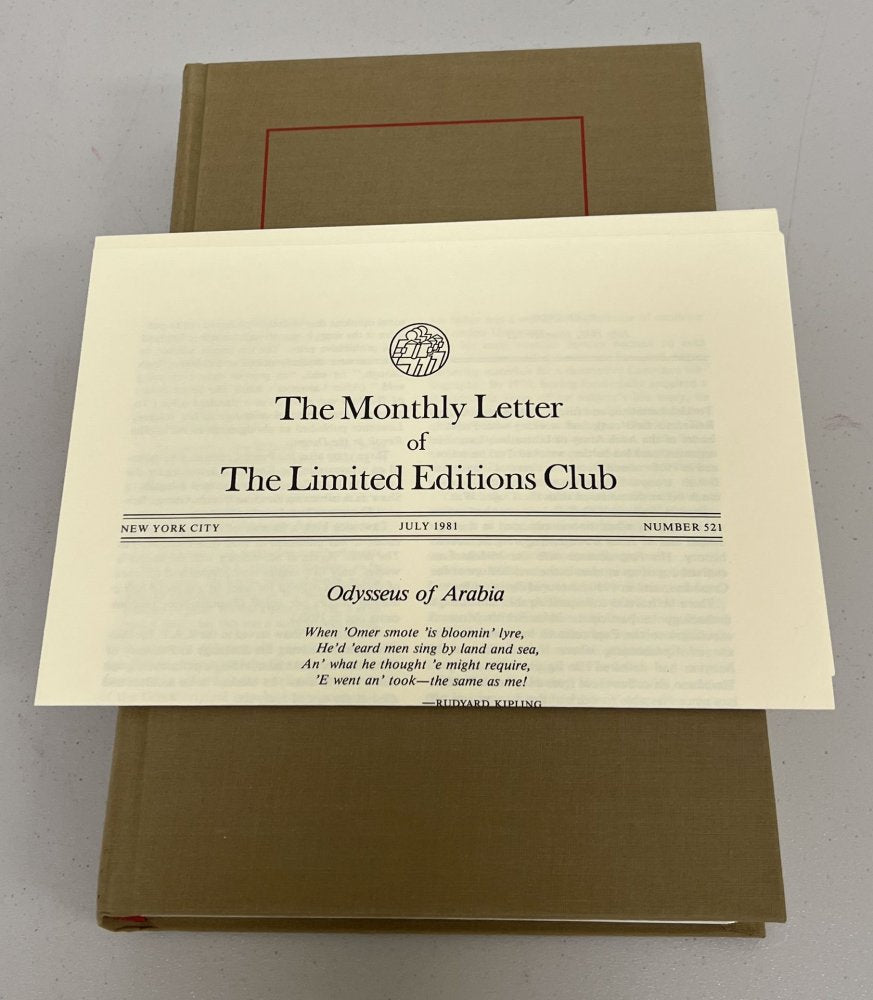 The Monthly Letter
of
The Limited Editions Club
NEW YORK CITY JULY 1981 NUMBER 521
Odysseus of Arabia
When 'Omer smote 'is bloomin' lyre,
He'd 'eard men sing by land and sea,
An' what he thought 'e might require,
'E went an' took—the same as me!
—RUDYARD KIPLING